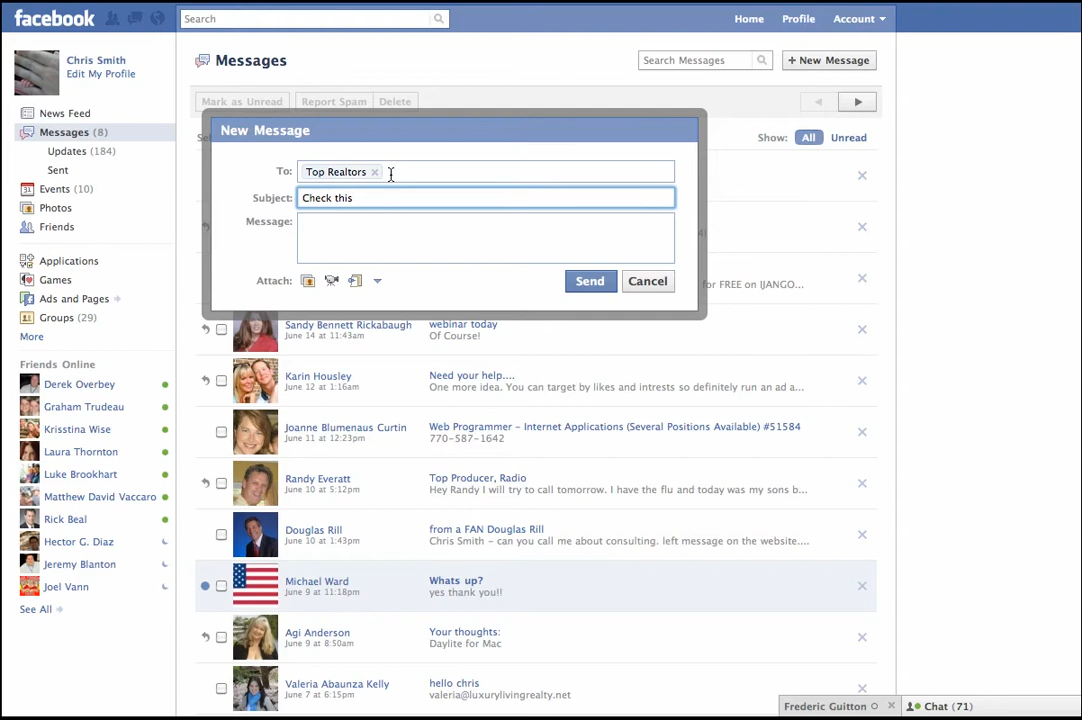 facebook
Search
Home Profile Account
Chris Smith
Edit My Profile
News Feed
Messages (8)
Updates (184)
Sent
Events (10)
Photos
Friends
Applications
Games
Ads and Pages
Groups (29)
More
Friends Online
Derek Overbey
Graham Trudeau
Krisstina Wise
Laura Thornton
Luke Brookhart
Matthew David Vaccaro
Rick Beal
Hector G. Diaz
Jeremy Blanton
Joel Vann
See All
Messages
Search Messages
+ New Message
Mark as Unread Report Spam Delete
Show: All Unread
New Message
To: Top Realtors
Subject: Check this
Message:
Attach:
Send Cancel
for FREE on IJANGO...
Sandy Bennett Rickabaugh
June 14 at 11:43am
webinar today
Of Course!
Karin Housley
June 12 at 1:16am
Need your help....
One more idea. You can target by likes and intrests so definitely run an ad a...
Joanne Blumenaus Curtin
June 11 at 12:23pm
Web Programmer - Internet Applications (Several Positions Available) #51584
770-587-1642
Randy Everatt
June 10 at 5:12pm
Top Producer, Radio
Hey Randy I will try to call tomorrow. I have the flu and today was my sons b...
Douglas Rill
June 10 at 1:43pm
from a FAN Douglas Rill
Chris Smith - can you call me about consulting. left message on the website....
Michael Ward
June 9 at 11:18pm
Whats up?
yes thank you!!
Agi Anderson
June 9 at 8:50am
Your thoughts:
Daylite for Mac
Valeria Abaunza Kelly
June 7 at 6:15pm
hello chris
valeria@luxurylivingrealty.net
Frederic Guitton
Chat (71)